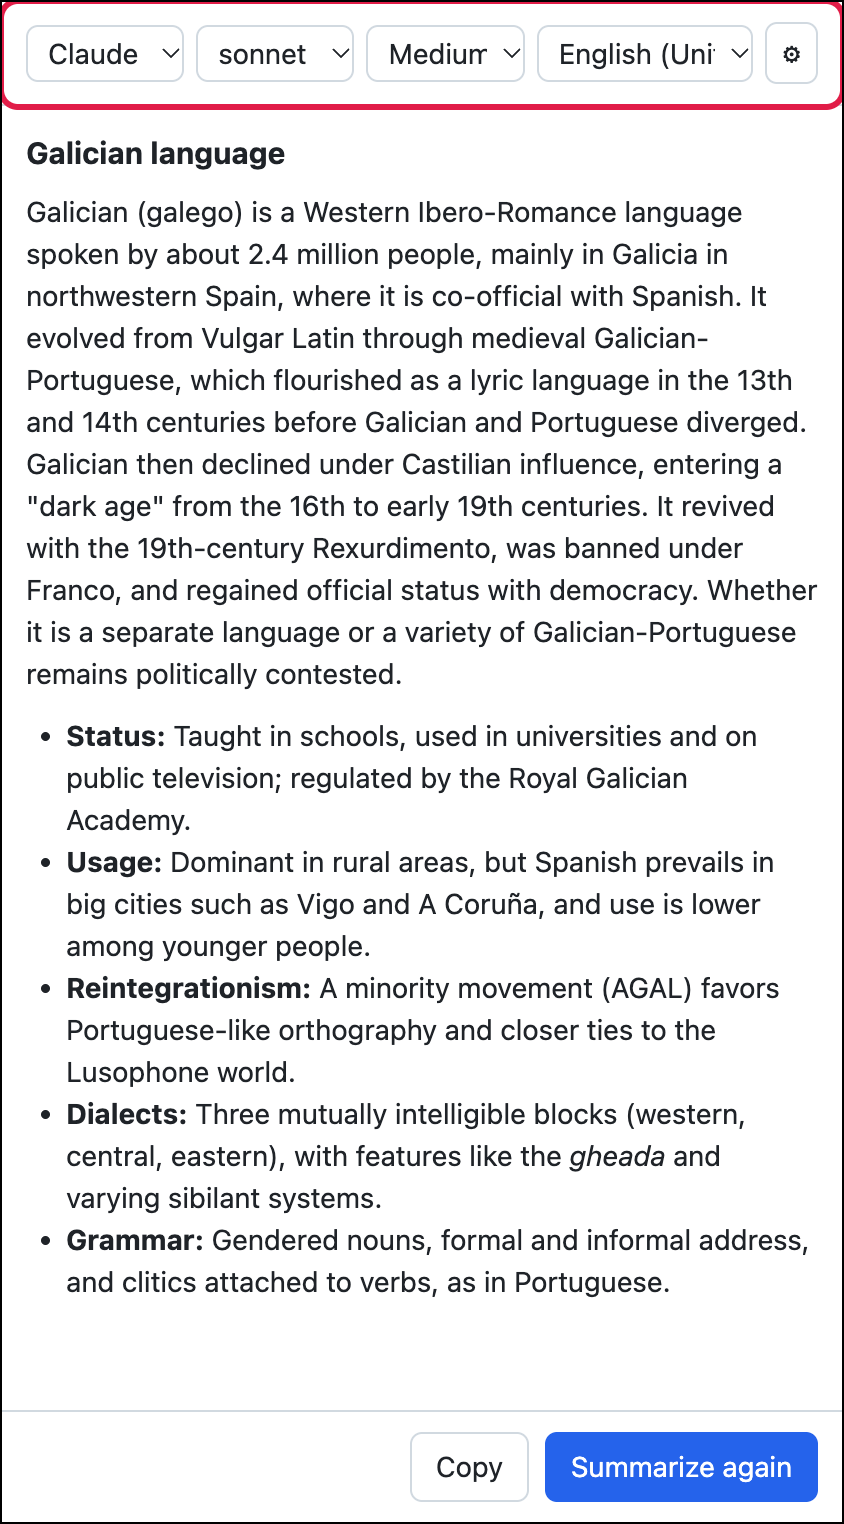 Claude
sonnet
Medium
English (Uni
Galician language
Galician (galego) is a Western Ibero-Romance language
spoken by about 2.4 million people, mainly in Galicia in
northwestern Spain, where it is co-official with Spanish. It
evolved from Vulgar Latin through medieval Galician-
Portuguese, which flourished as a lyric language in the 13th
and 14th centuries before Galician and Portuguese diverged.
Galician then declined under Castilian influence, entering a
"dark age" from the 16th to early 19th centuries. It revived
with the 19th-century Rexurdimento, was banned under
Franco, and regained official status with democracy. Whether
it is a separate language or a variety of Galician-Portuguese
remains politically contested.
• Status: Taught in schools, used in universities and on
public television; regulated by the Royal Galician
Academy.
• Usage: Dominant in rural areas, but Spanish prevails in
big cities such as Vigo and A Coruña, and use is lower
among younger people.
• Reintegrationism: A minority movement (AGAL) favors
Portuguese-like orthography and closer ties to the
Lusophone world.
• Dialects: Three mutually intelligible blocks (western,
central, eastern), with features like the gheada and
varying sibilant systems.
• Grammar: Gendered nouns, formal and informal address,
and clitics attached to verbs, as in Portuguese.
Copy
Summarize again